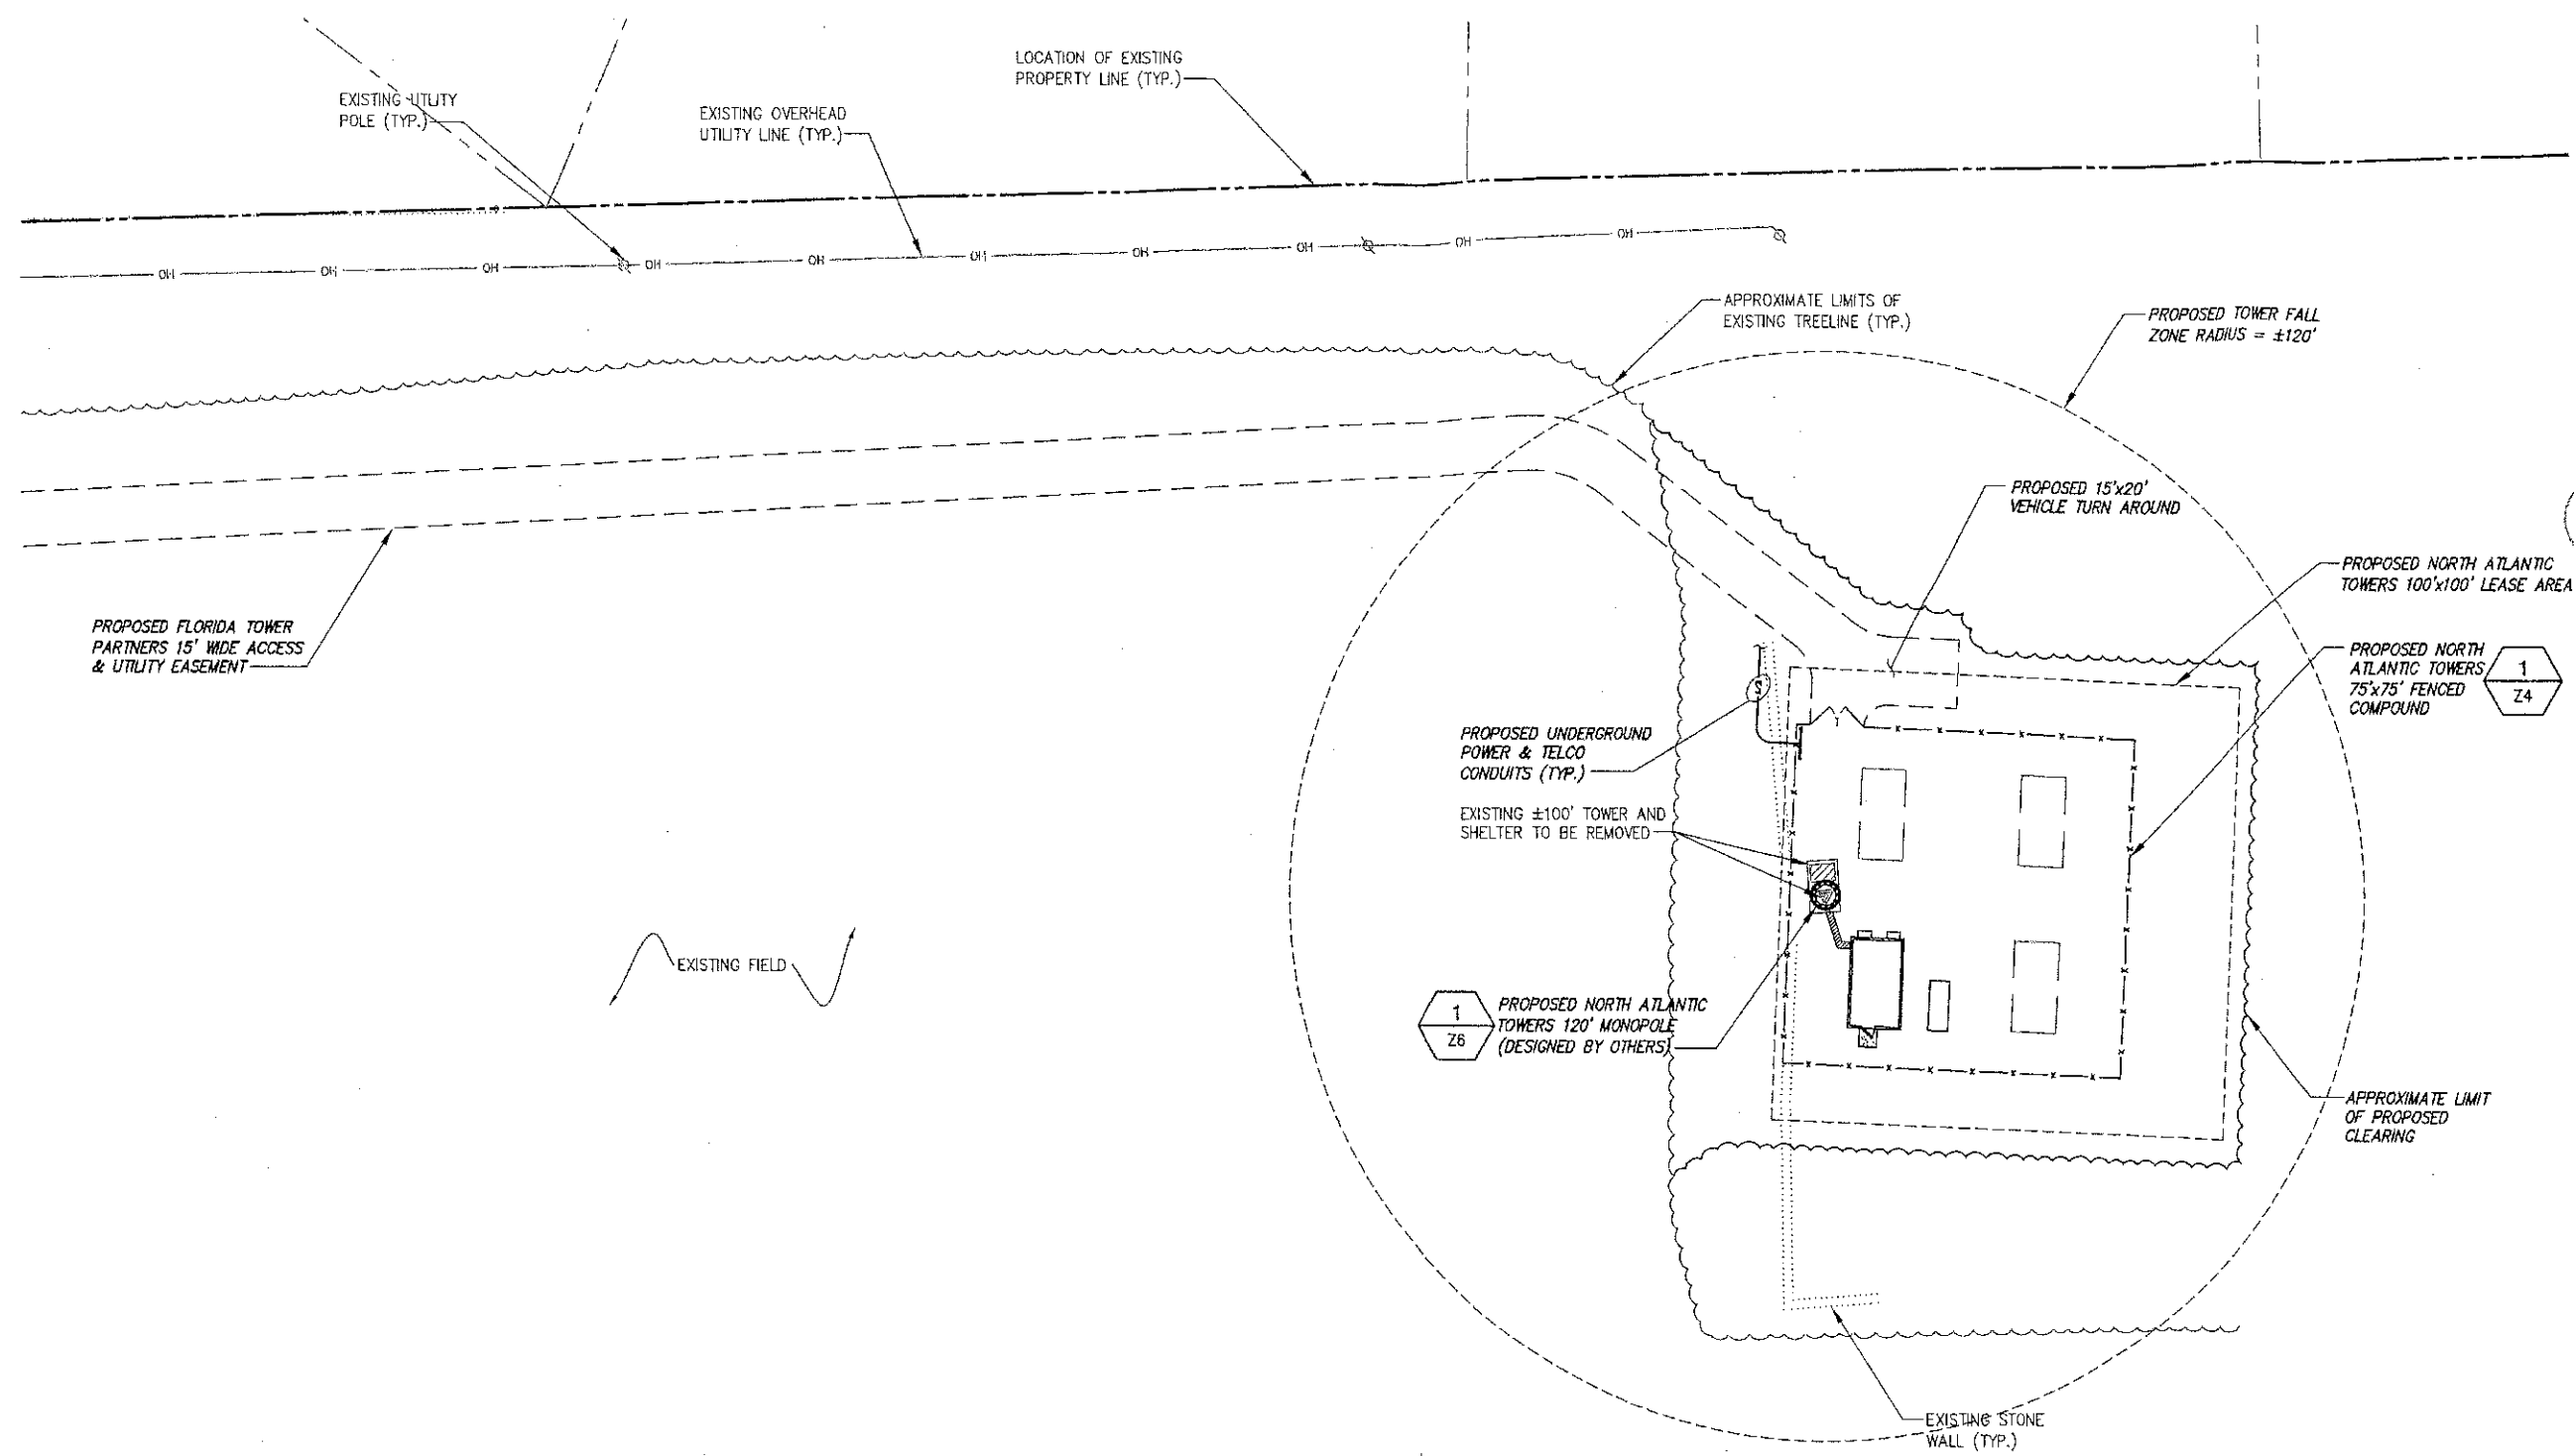 LOCATION OF EXISTING
PROPERTY LINE (TYP.)
EXISTING UTLITY
POLE (TYP.)
EXISTING OVERHEAD
UTILITY LINE (TYP.)
OH OH OH OH OH OH OH OH OH OH
APPROXIMATE LIMITS OF
EXISTING TREELINE (TYP.)
PROPOSED TOWER FALL
ZONE RADIUS = ±120'
PROPOSED 15'x20'
VEHICLE TURN AROUND
PROPOSED NORTH ATLANTIC
TOWERS 100'x100' LEASE AREA
PROPOSED FLORIDA TOWER
PARTNERS 15' WIDE ACCESS
& UTILITY EASEMENT
PROPOSED NORTH
ATLANTIC TOWERS
75'x75' FENCED
COMPOUND
1
Z4
PROPOSED UNDERGROUND
POWER & TELCO
CONDUITS (TYP.)
EXISTING ±100' TOWER AND
SHELTER TO BE REMOVED
EXISTING FIELD
1
Z6
PROPOSED NORTH ATLANTIC
TOWERS 120' MONOPOLE
(DESIGNED BY OTHERS)
APPROXIMATE LIMIT
OF PROPOSED
CLEARING
EXISTING STONE
WALL (TYP.)